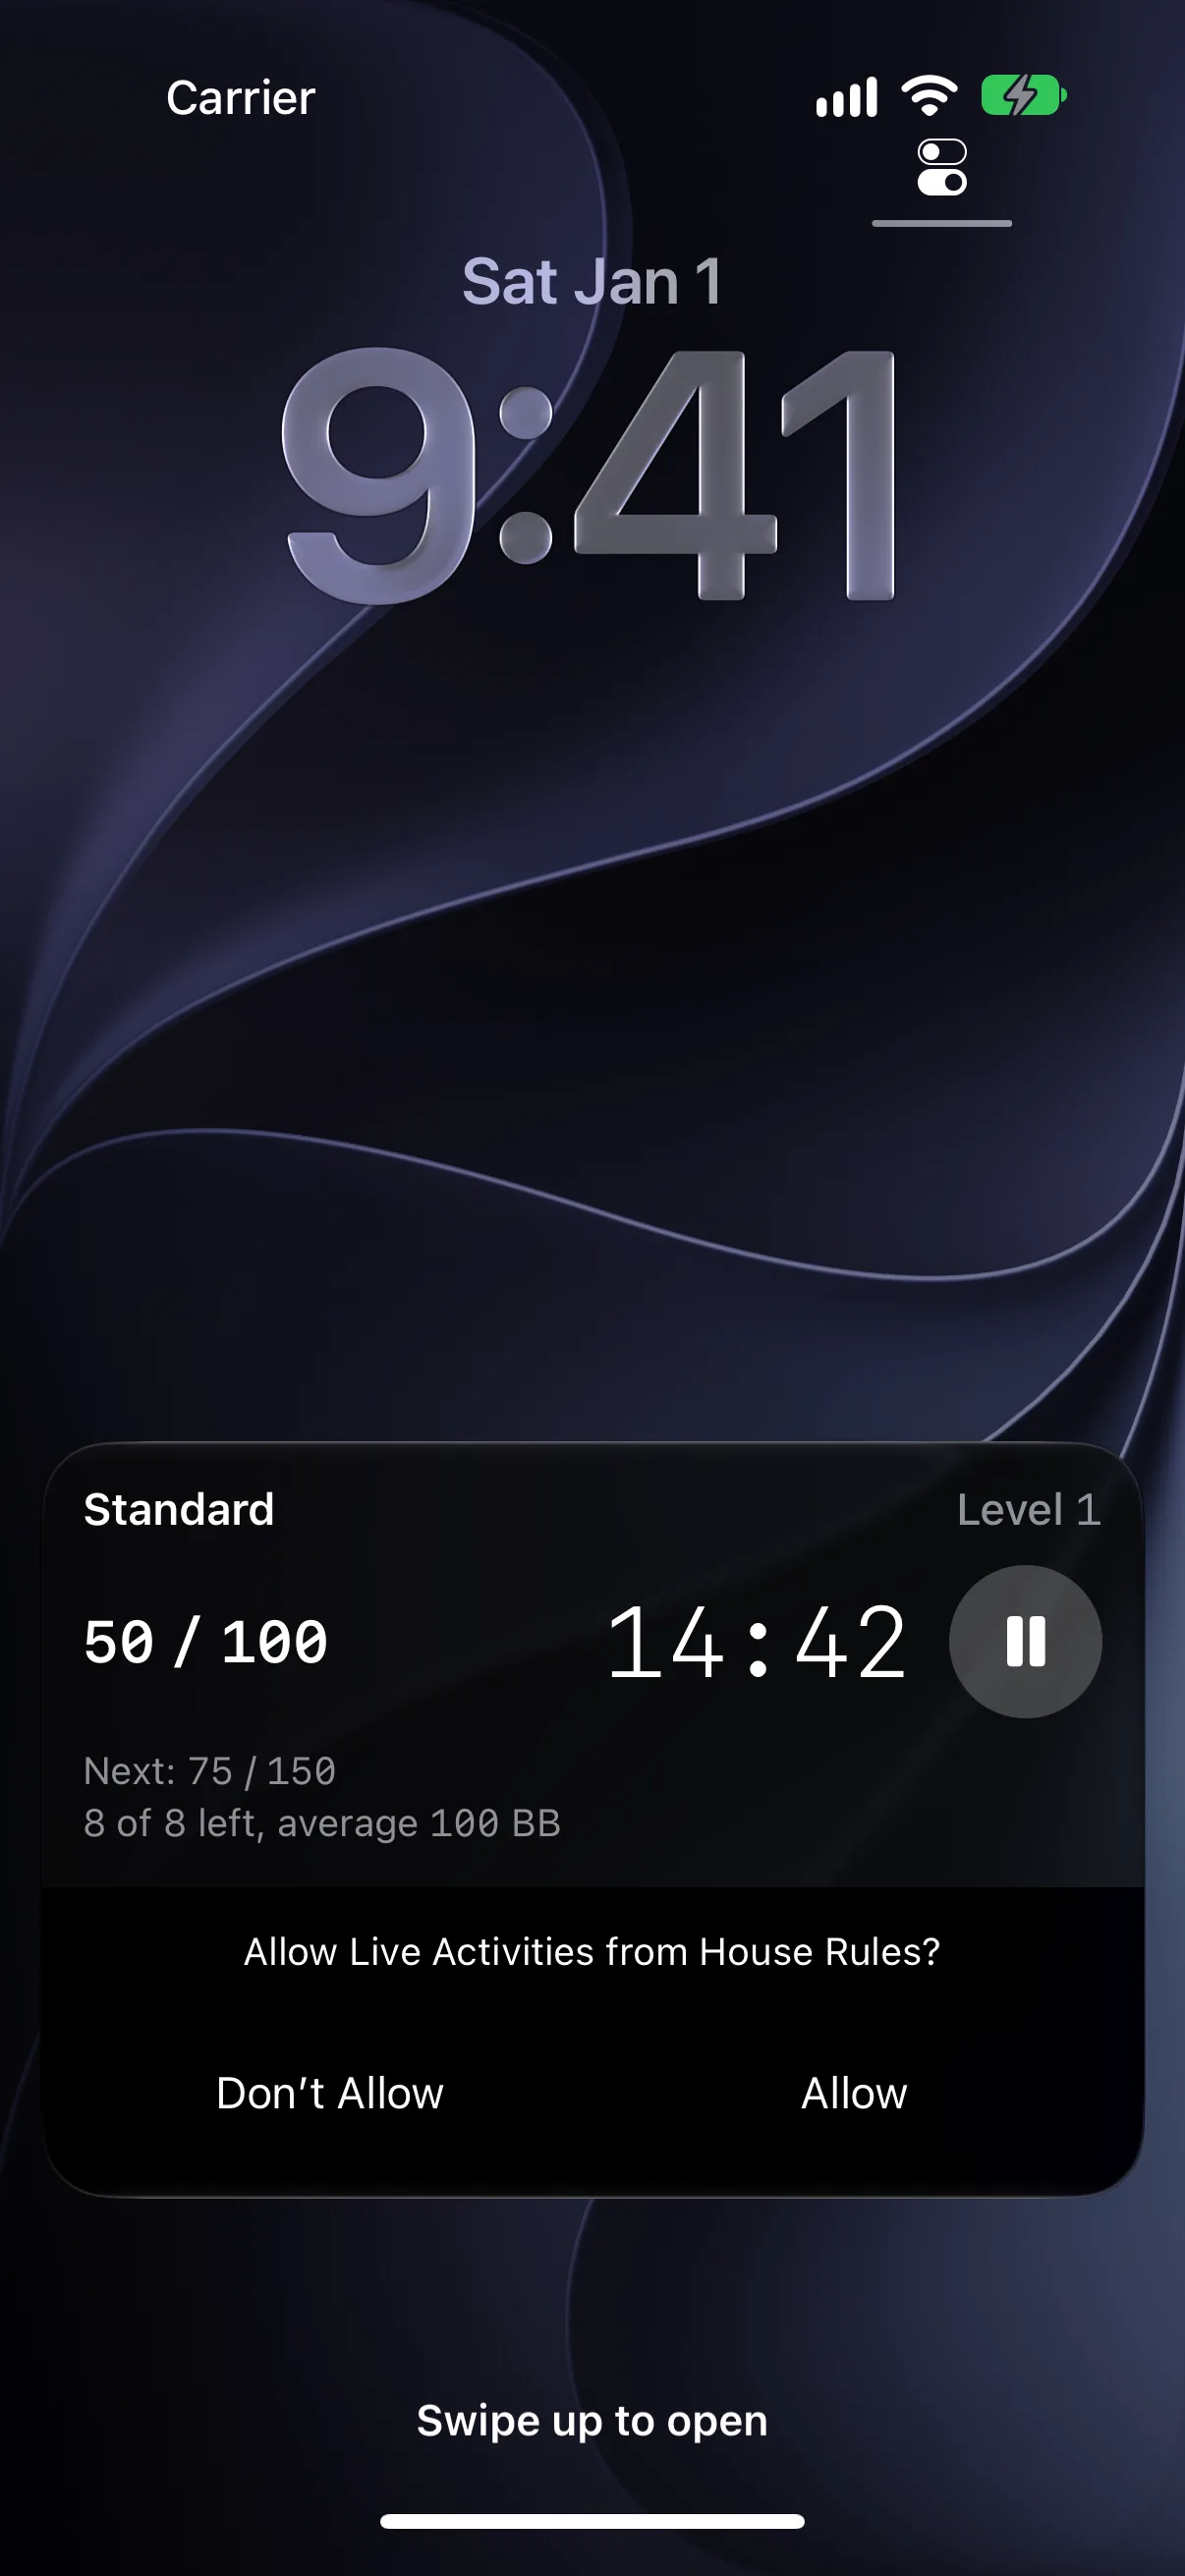 Carrier
Sat Jan 1
9:41
Standard
Level 1
50 / 100
14:42
Next: 75 / 150
8 of 8 left, average 100 BB
Allow Live Activities from House Rules?
Don’t Allow
Allow
Swipe up to open